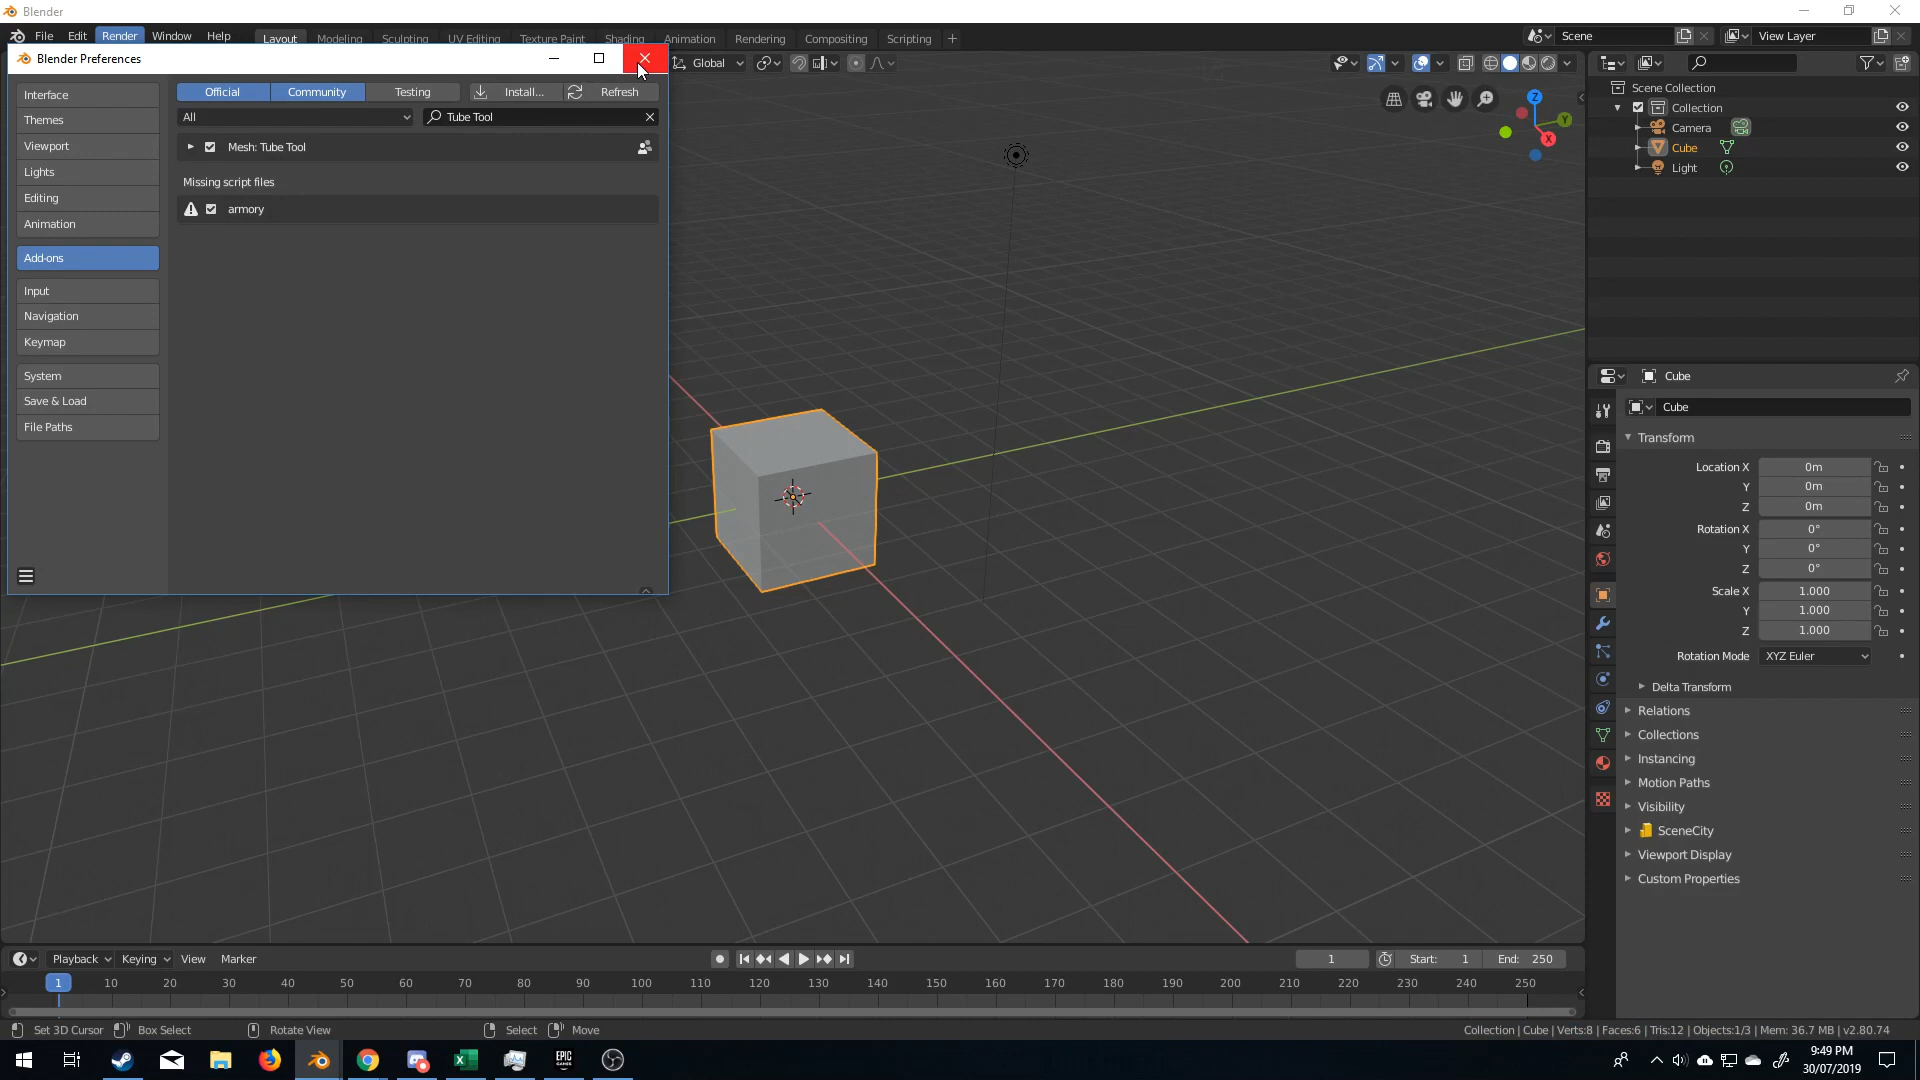 Blender
File Edit Render Window Help
Layout Modeling Sculpting UV Editing Texture Paint Shading Animation Rendering Compositing Scripting
Scene
View Layer
Blender Preferences
Global
Interface
Themes
Viewport
Lights
Editing
Animation
Add-ons
Input
Navigation
Keymap
System
Save & Load
File Paths
Official Community Testing Install... Refresh
All
Tube Tool
Mesh: Tube Tool
Missing script files
armory
Z
Y
X
Scene Collection
Collection
Camera
Cube
Light
Cube
Cube
Transform
Location X 0m
Y 0m
Z 0m
Rotation X 0°
Y 0°
Z 0°
Scale X 1.000
Y 1.000
Z 1.000
Rotation Mode XYZ Euler
Delta Transform
Relations
Collections
Instancing
Motion Paths
Visibility
SceneCity
Viewport Display
Custom Properties
Playback Keying View Marker
1 Start: 1 End: 250
1 10 20 30 40 50 60 70 80 90 100 110 120 130 140 150 160 170 180 190 200 210 220 230 240 250
Set 3D Cursor Box Select Rotate View Select Move
Collection | Cube | Verts:8 | Faces:6 | Tris:12 | Objects:1/3 | Mem: 36.7 MB | v2.80.74
EPIC
GAMES
9:49 PM
30/07/2019